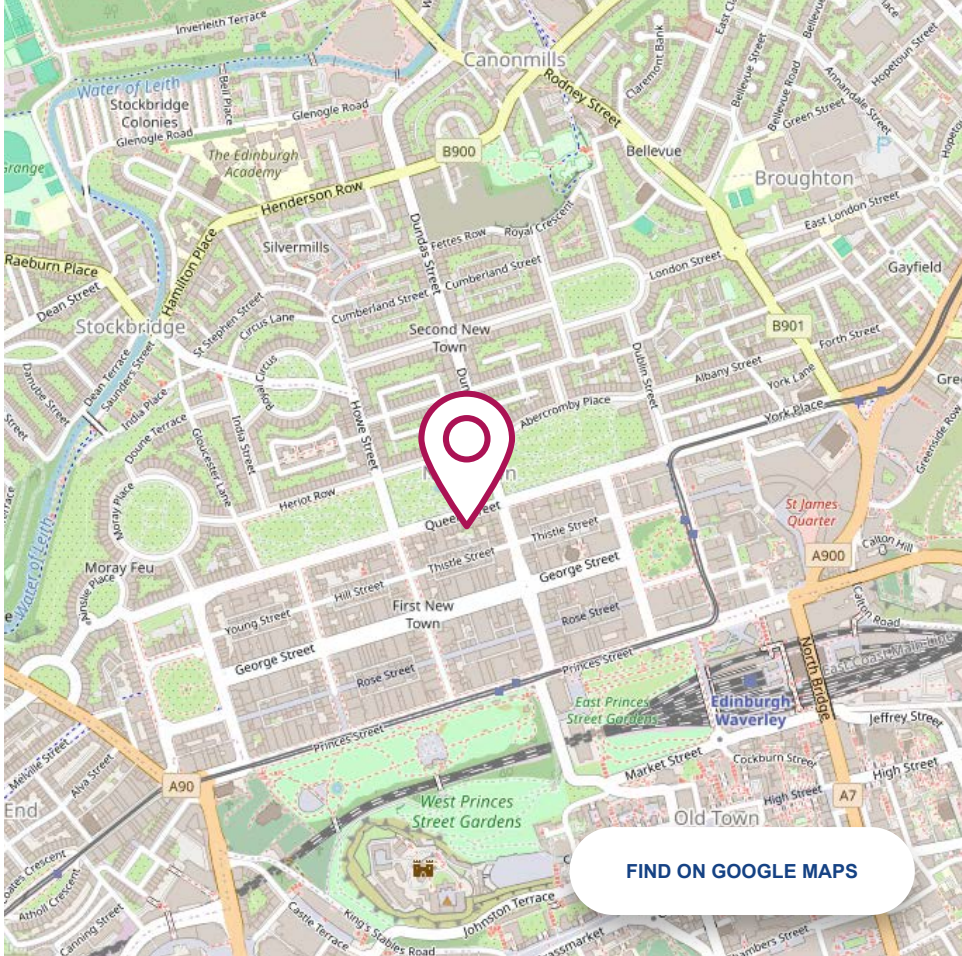 Inverleith Terrace
Canonmills
Claremont Bank
Bellevue Street
Bellevue Road
Annandale Street
Hopetoun Street
Green Street
Water of Leith
Bell Place
Stockbridge
Colonies
Glenogle Road
Glenogle Road
Rodney Street
The Edinburgh
Academy
B900
Bellevue
Broughton
Grange
Henderson Row
Dundas Street
Fettes Row
Royal Crescent
East London Street
Silvermills
Hamilton Place
Raeburn Place
Dean Street
Cumberland Street
Cumberland Street
London Street
Gayfield
St Stephen Street
Circus Lane
Stockbridge
Second New
Town
B901
Forth Street
Dublin Street
Albany Street
York Lane
Danube Street
Dean Terrace
Saunders Street
India Place
Royal Circus
Howe Street
Abercromby Place
York Place
Doune Terrace
Gloucester Lane
India Street
Greenside Row
Heriot Row
Moray Place
Water of Leith
St James
Quarter
Thistle Street
Thistle Street
Calton Hill
A900
Moray Feu
Ainslie Place
Hill Street
George Street
First New
Town
Young Street
Rose Street
Calton Road
George Street
Rose Street
Princes Street
North Bridge
East Coast Main Line
East Princes
Street Gardens
Edinburgh
Waverley
Jeffrey Street
Princes Street
Melville Street
Alva Street
Market Street
Cockburn Street
High Street
High Street
A90
A7
End
West Princes
Street Gardens
Old Town
FIND ON GOOGLE MAPS
Coates Crescent
Atholl Crescent
Canning Street
Castle Terrace
King's Stables Road
Johnston Terrace